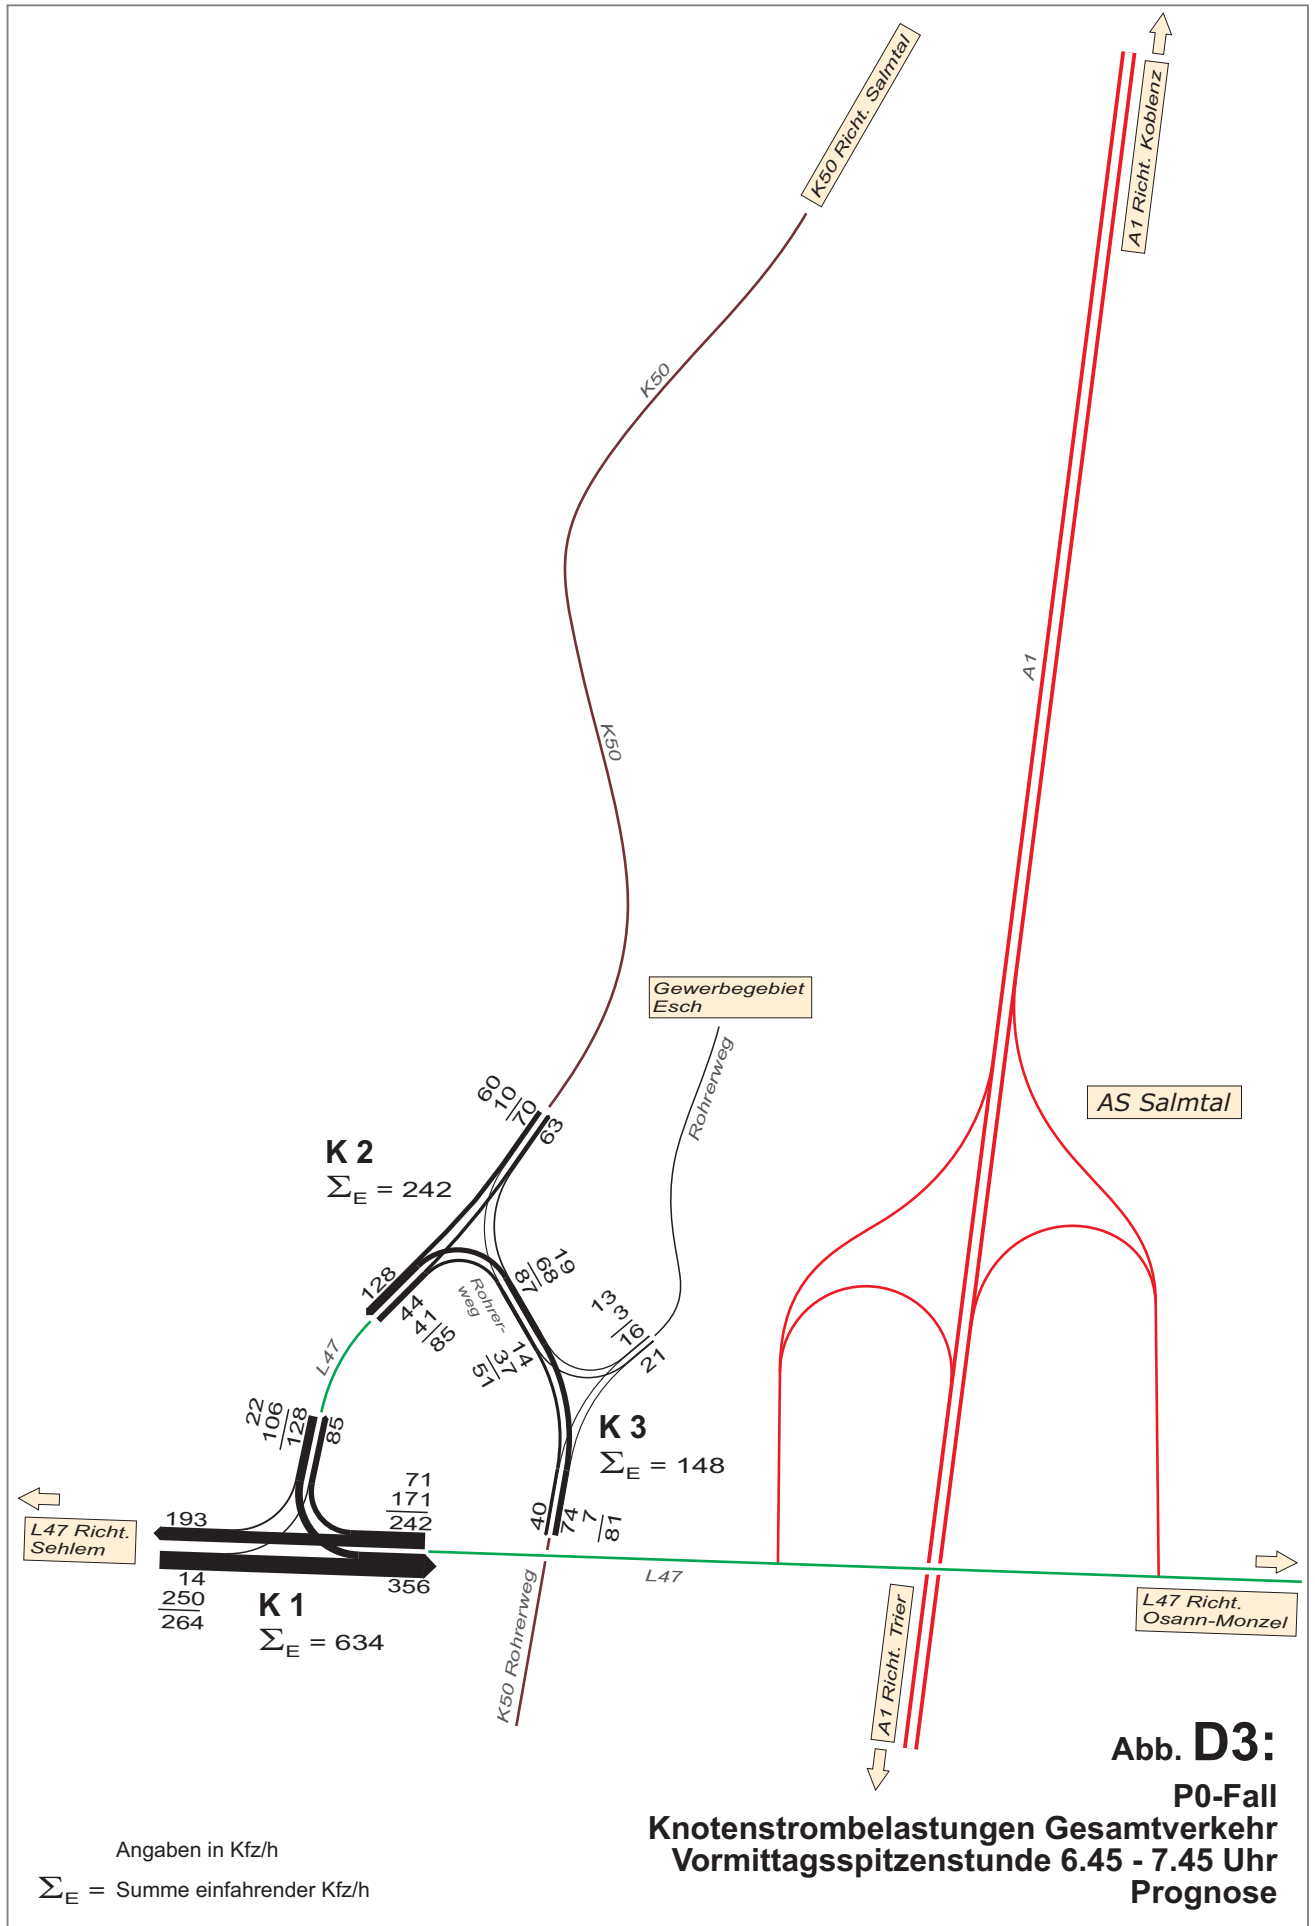 K50 Richt. Salmtal
A1 Richt. Koblenz
K50
A1
K50
Gewerbegebiet
Esch
Rohrerweg
AS Salmtal
60
10
70
63
K 2
ΣE = 242
128
44
41
85
Rohrer-
weg
19
68
87
13
3
16
21
14
37
51
L47
K 3
ΣE = 148
22
106
128
85
71
171
242
40
74
7
81
193
L47 Richt.
Sehlem
14
250
264
356
K 1
ΣE = 634
L47
K50 Rohrerweg
A1 Richt. Trier
L47 Richt.
Osann-Monzel
Abb. D3:
P0-Fall
Knotenstrombelastungen Gesamtverkehr
Vormittagsspitzenstunde 6.45 - 7.45 Uhr
Prognose
Angaben in Kfz/h
ΣE = Summe einfahrender Kfz/h